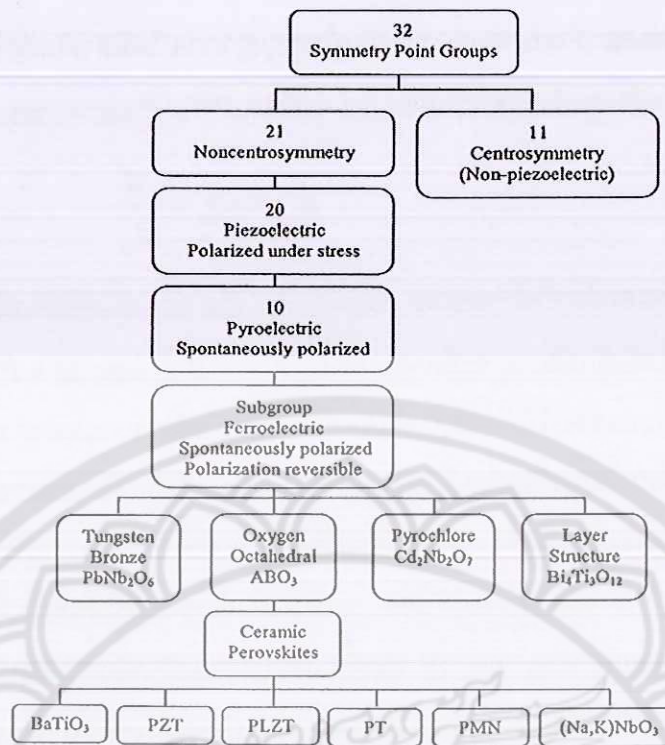 32
Symmetry Point Groups
21
Noncentrosymmetry
11
Centrosymmetry
(Non-piezoelectric)
20
Piezoelectric
Polarized under stress
10
Pyroelectric
Spontaneously polarized
Subgroup
Ferroelectric
Spontaneously polarized
Polarization reversible
Tungsten
Bronze
PbNb₂O₆
Oxygen
Octahedral
ABO₃
Pyrochlore
Cd₂Nb₂O₇
Layer
Structure
Bi₄Ti₃O₁₂
Ceramic
Perovskites
BaTiO₃
PZT
PLZT
PT
PMN
(Na,K)NbO₃